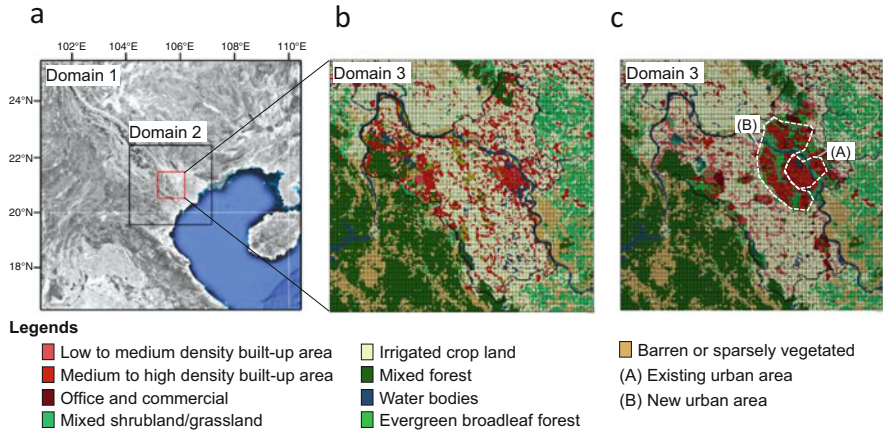 a
b
c
102°E 104°E 106°E 108°E 110°E
24°N
22°N
20°N
18°N
Domain 1
Domain 2
Domain 3
Domain 3
(B)
(A)
Legends
Low to medium density built-up area
Medium to high density built-up area
Office and commercial
Mixed shrubland/grassland
Irrigated crop land
Mixed forest
Water bodies
Evergreen broadleaf forest
Barren or sparsely vegetated
(A) Existing urban area
(B) New urban area